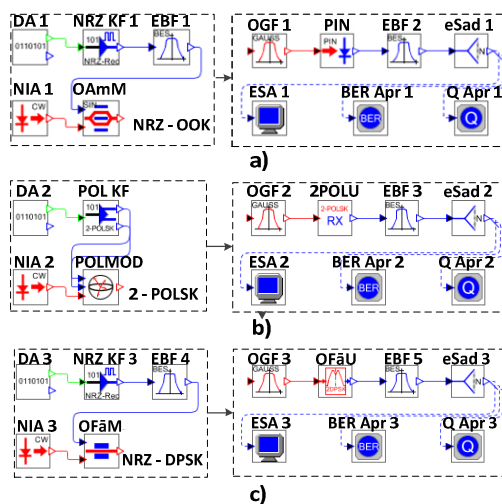 DA 1 NRZ KF 1 EBF 1
0110101 101 NRZ-Rec BES
NIA 1 OAmM
CW SIN
NRZ - OOK
OGF 1 PIN EBF 2 eSad 1
GAUSS PIN BES
ESA 1 BER Apr 1 Q Apr 1
BER Q
a)
DA 2 POL KF
0110101 101 2-POLSK
NIA 2 POLMOD
CW
2 - POLSK
OGF 2 2POLU EBF 3 eSad 2
GAUSS 2-POLSK RX BES
ESA 2 BER Apr 2 Q Apr 2
BER Q
b)
DA 3 NRZ KF 3 EBF 4
0110101 101 NRZ-Rec BES
NIA 3 OFāM
CW
NRZ - DPSK
OGF 3 OFāU EBF 5 eSad 3
GAUSS 2DPSK BES
ESA 3 BER Apr 3 Q Apr 3
BER Q
c)